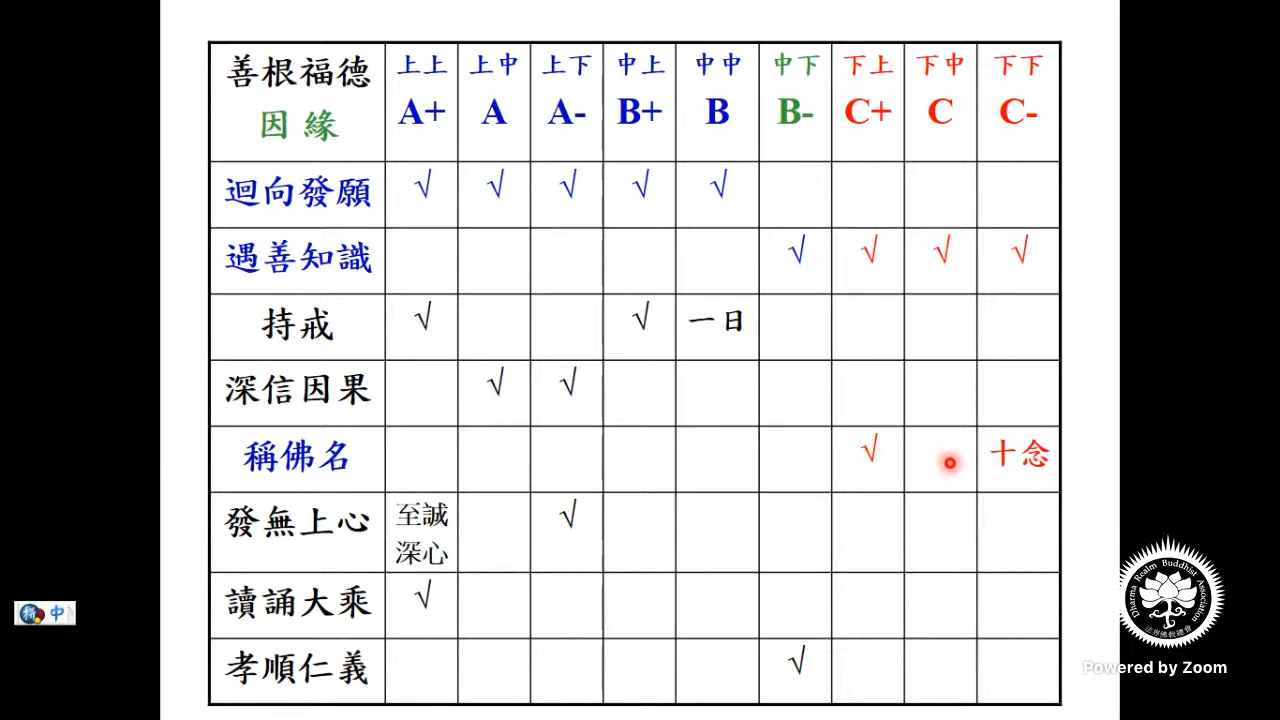 善根福德 上上 上中 上下 中上 中中 中下 下上 下中 下下
因緣 A+ A A- B+ B B- C+ C C-
迴向發願 √ √ √ √ √
遇善知識 √ √ √ √
持戒 √ √ 一日
深信因果 √ √
稱佛名 √ 十念
發無上心 至誠 √
深心
讀誦大乘 √
孝順仁義 √
中
Dharma Realm Buddhist Association
法界佛教總會
Powered by Zoom